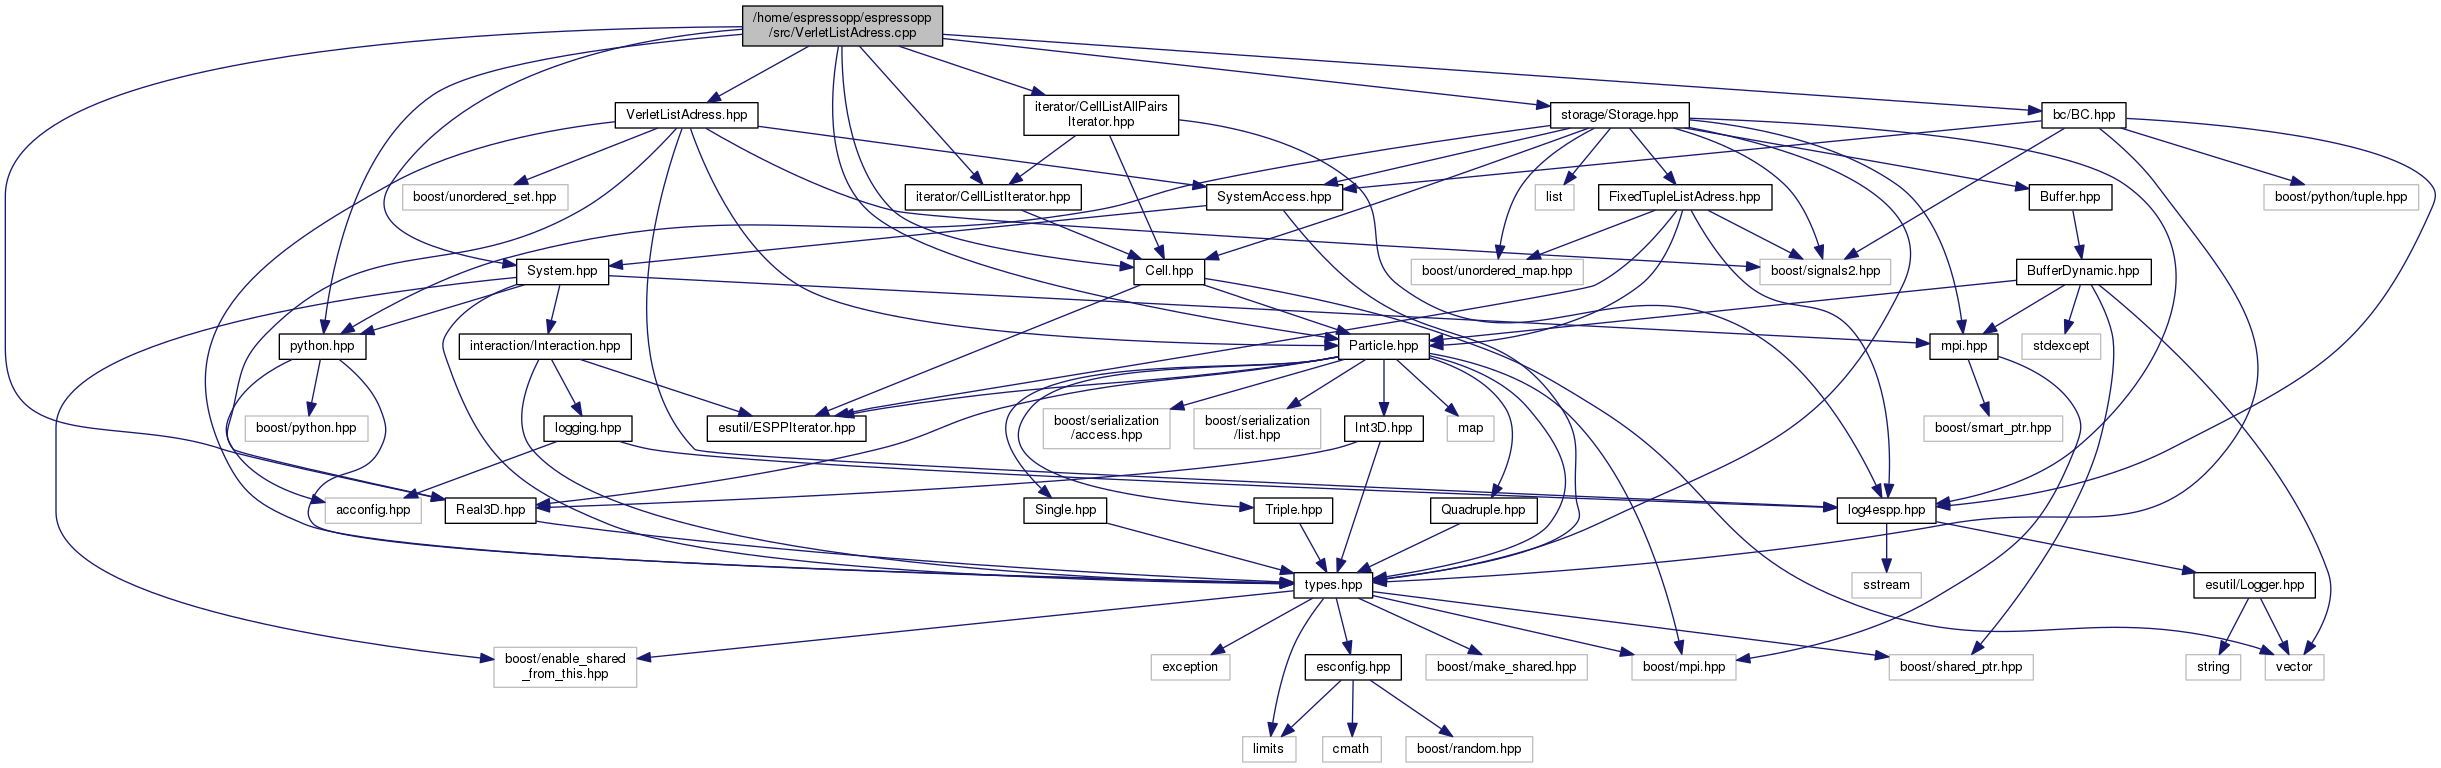 /home/espressopp/espressopp
/src/VerletListAdress.cpp
VerletListAdress.hpp
iterator/CellListAllPairs
Iterator.hpp
storage/Storage.hpp
bc/BC.hpp
boost/unordered_set.hpp
iterator/CellListIterator.hpp
SystemAccess.hpp
list
FixedTupleListAdress.hpp
Buffer.hpp
boost/python/tuple.hpp
System.hpp
Cell.hpp
boost/unordered_map.hpp
boost/signals2.hpp
BufferDynamic.hpp
python.hpp
interaction/Interaction.hpp
Particle.hpp
mpi.hpp
stdexcept
boost/python.hpp
logging.hpp
esutil/ESPPIterator.hpp
boost/serialization
/access.hpp
boost/serialization
/list.hpp
Int3D.hpp
map
boost/smart_ptr.hpp
acconfig.hpp
Real3D.hpp
Single.hpp
Triple.hpp
Quadruple.hpp
log4espp.hpp
types.hpp
sstream
esutil/Logger.hpp
boost/enable_shared
_from_this.hpp
exception
esconfig.hpp
boost/make_shared.hpp
boost/mpi.hpp
boost/shared_ptr.hpp
string
vector
limits
cmath
boost/random.hpp